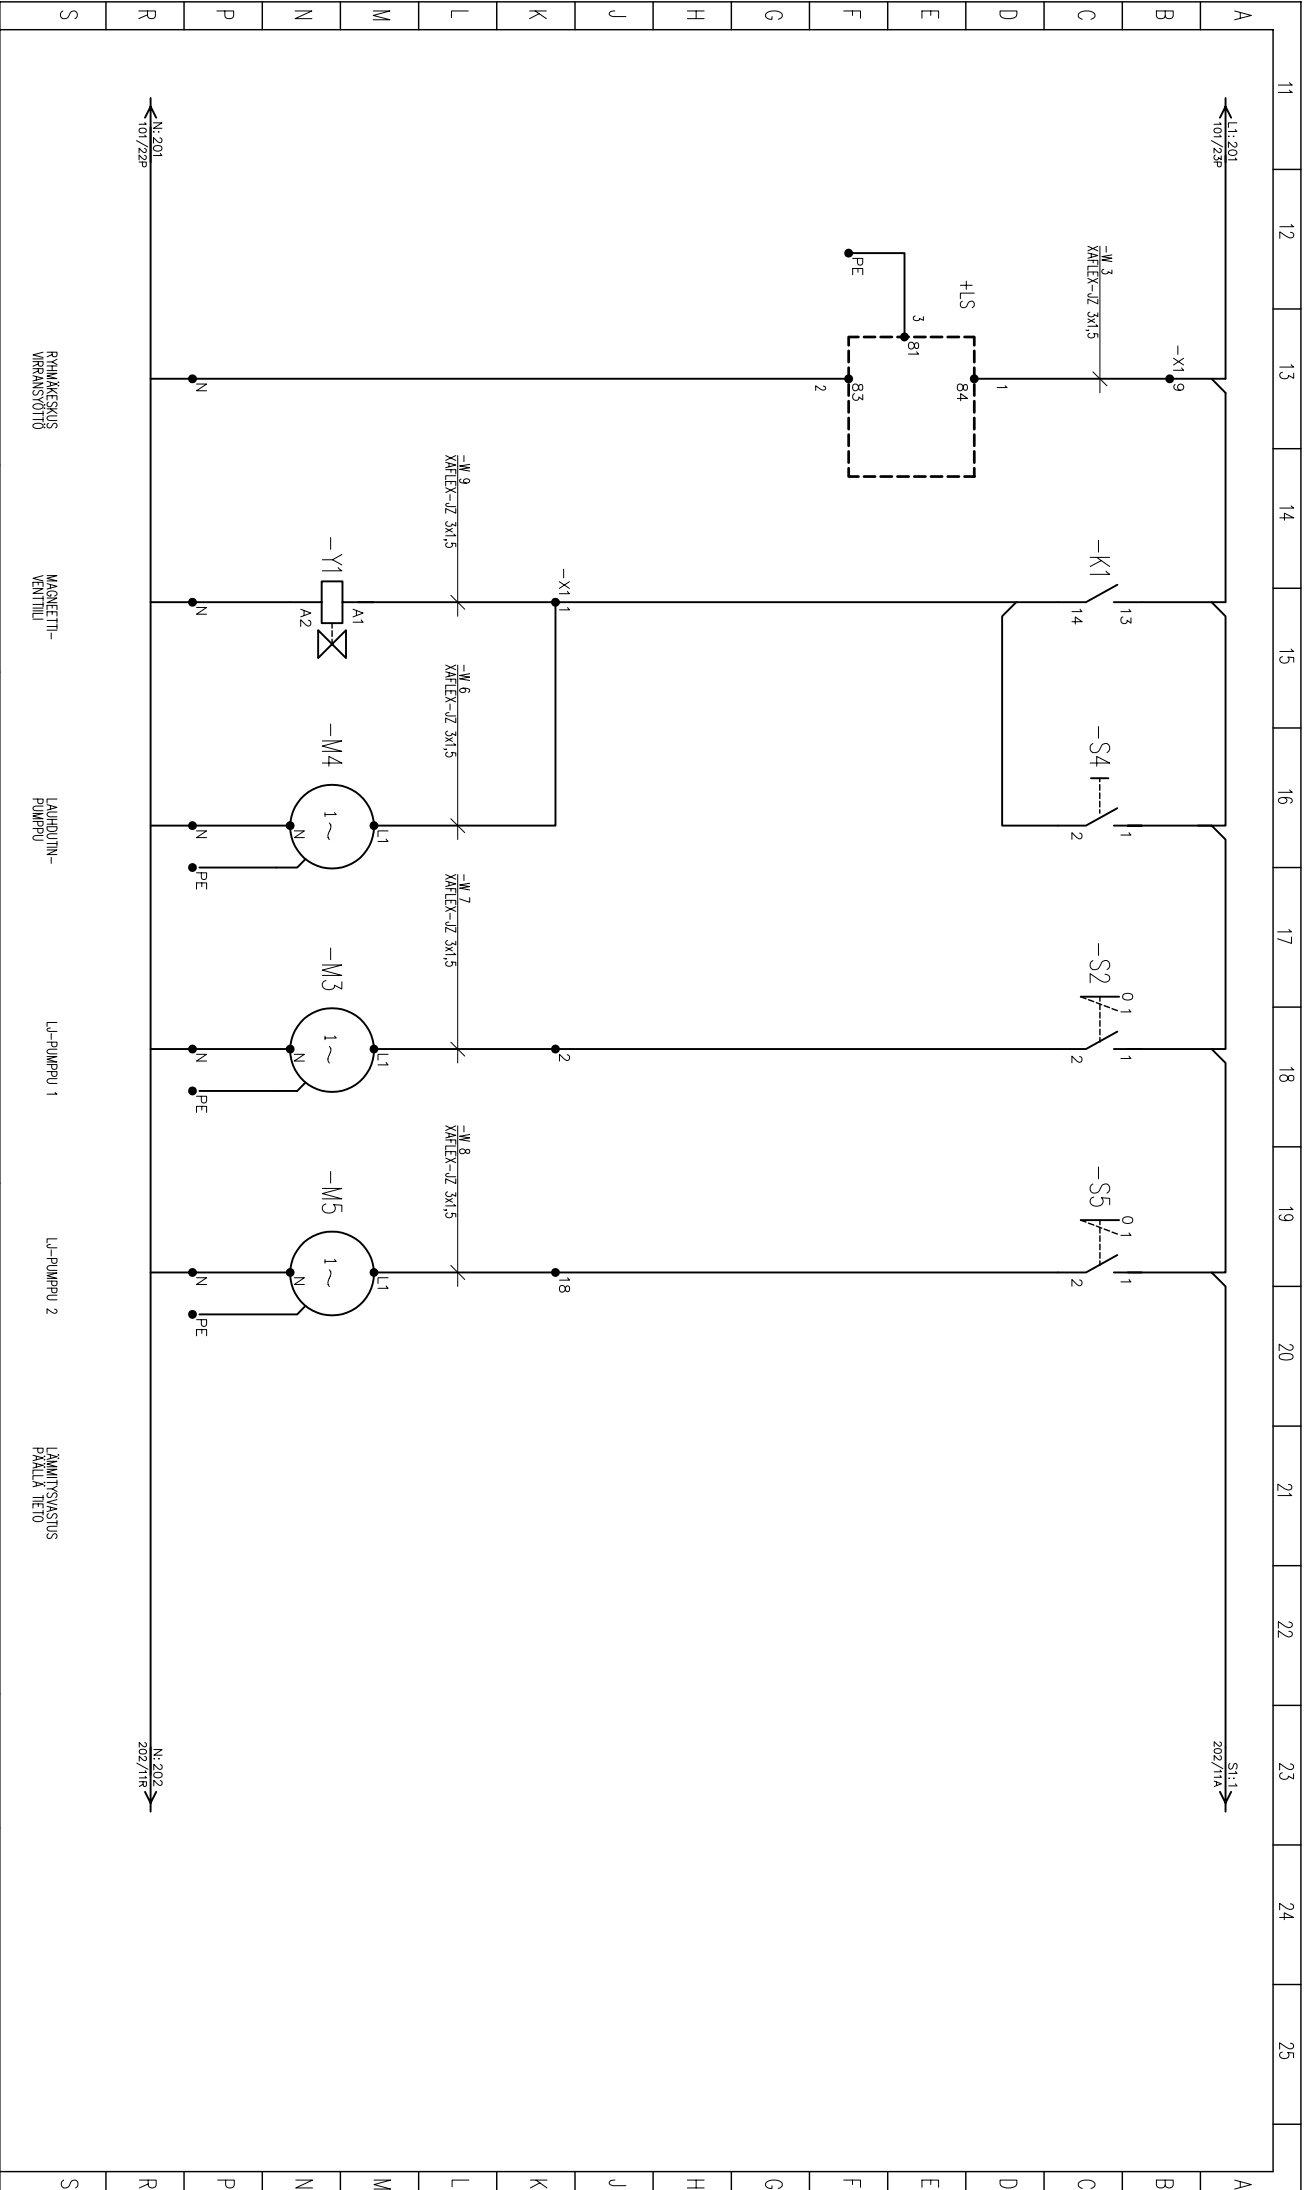 11 12 13 14 15 16 17 18 19 20 21 22 23 24 25
A
B
C
D
E
F
G
H
J
K
L
M
N
P
R
S
A
B
C
D
E
F
G
H
J
K
L
M
N
P
R
S
L1:201
101/23P
S1:1
202/11A
-W 3
XAFLEX-JZ 3x1,5
-X1 9
1
+LS
84
3
81
PE
83
2
N
-K1
13
14
-X1 1
-W 9
XAFLEX-JZ 3x1,5
-Y1
A1
A2
N
-S4
1
2
-W 6
XAFLEX-JZ 3x1,5
-M4
L1
1~
N
N
PE
-S2
0 1
1
2
2
-W 7
XAFLEX-JZ 3x1,5
-M3
L1
1~
N
N
PE
-S5
0 1
1
2
18
-W 8
XAFLEX-JZ 3x1,5
-M5
L1
1~
N
N
PE
N:201
101/22P
N:202
202/11R
RYHMÄKESKUS
VIRRANSYÖTTÖ
MAGNEETTI-
VENTTIILI
LAUHDUTIN-
PUMPPU
LJ-PUMPPU 1
LJ-PUMPPU 2
LÄMMITYSVASTUS
PÄÄLLÄ TIETO